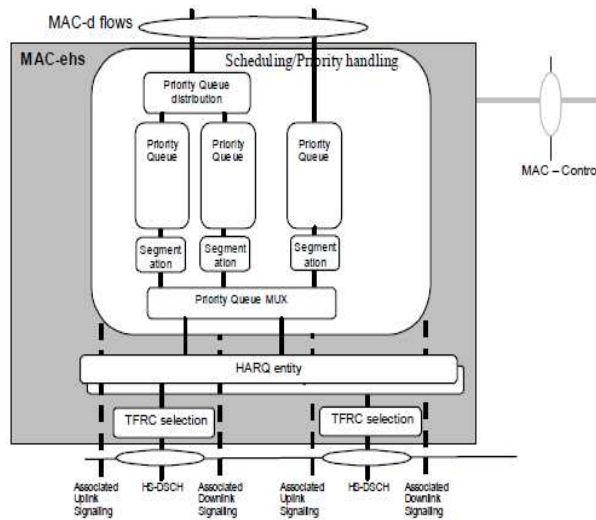 MAC-d flows
MAC-ehs
Scheduling/Priority handling
Priority Queue
distribution
Priority
Queue
Priority
Queue
Priority
Queue
MAC – Control
Segment
ation
Segment
ation
Segment
ation
Priority Queue MUX
HARQ entity
TFRC selection
TFRC selection
Associated
Uplink
Signaling
HS-DSCH
Associated
Downlink
Signaling
Associated
Uplink
Signaling
HS-DSCH
Associated
Downlink
Signaling